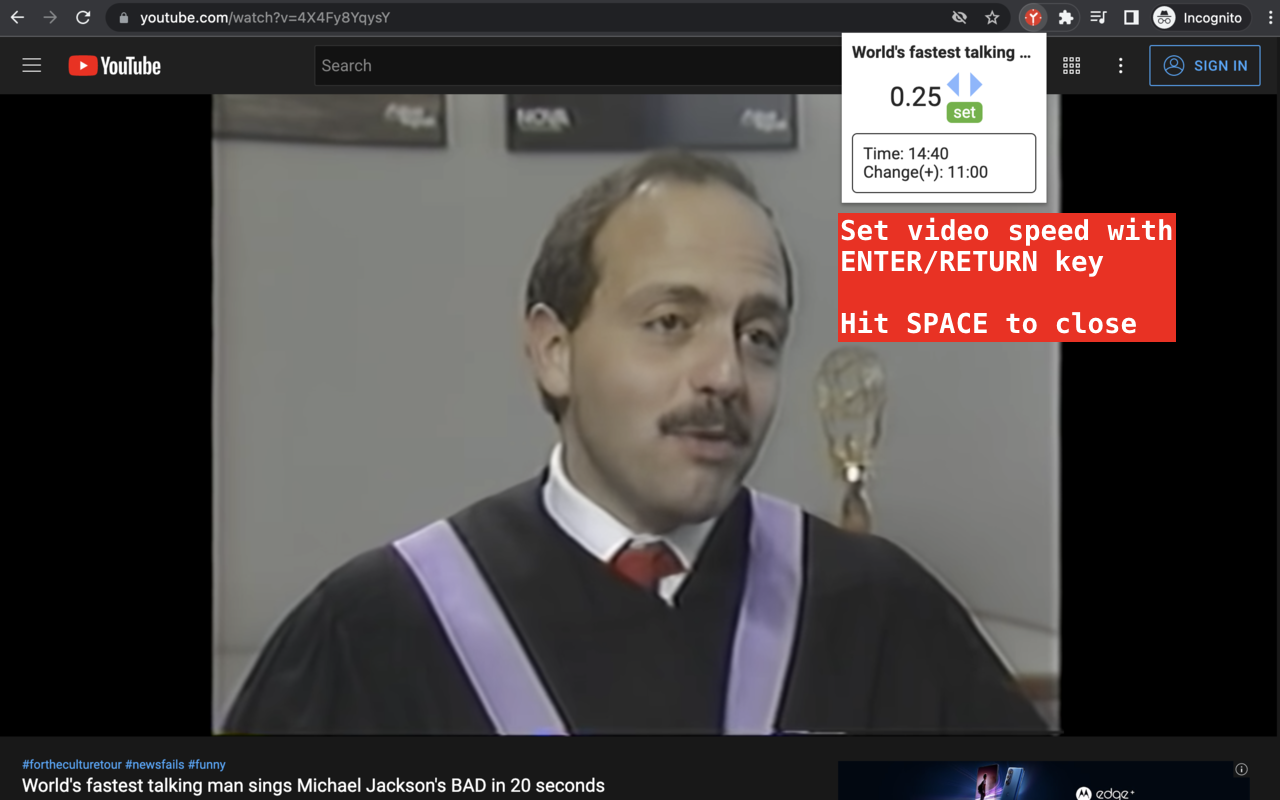 youtube.com/watch?v=4X4Fy8YqysY
Incognito
YouTube
Search
SIGN IN
World's fastest talking ...
0.25
set
Time: 14:40
Change(+): 11:00
Set video speed with
ENTER/RETURN key
Hit SPACE to close
NOVA
#fortheculturetour #newsfails #funny
World's fastest talking man sings Michael Jackson's BAD in 20 seconds
edge+